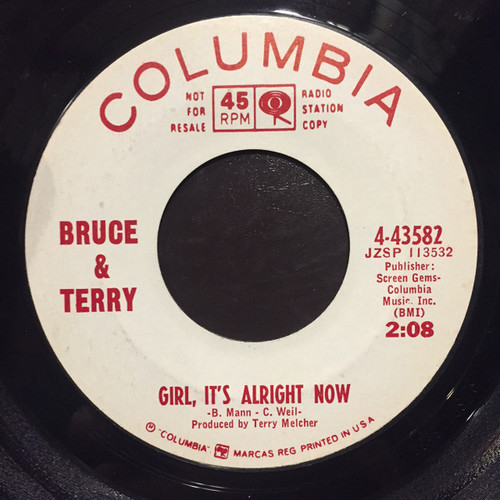 COLUMBIA
NOT
FOR
RESALE
45
RPM
RADIO
STATION
COPY
BRUCE
&
TERRY
4-43582
JZSP 113532
Publisher:
Screen Gems-
Columbia
Music, Inc.
(BMI)
2:08
GIRL, IT'S ALRIGHT NOW
-B. Mann - C. Weil-
Produced by Terry Melcher
Ⓟ "COLUMBIA" MARCAS REG PRINTED IN USA